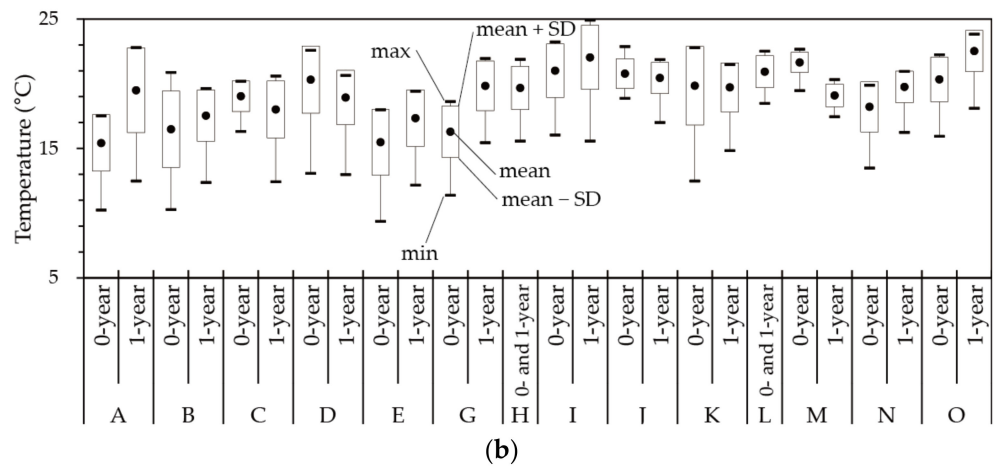 25
mean + SD
max
Temperature (°C)
15
mean
mean − SD
min
5
0-year 1-year 0-year 1-year 0-year 1-year 0-year 1-year 0-year 1-year 0-year 1-year 0- and 1-year 0-year 1-year 0-year 1-year 0-year 1-year 0- and 1-year 0-year 1-year 0-year 1-year 0-year 1-year
A B C D E G H I J K L M N O
(b)